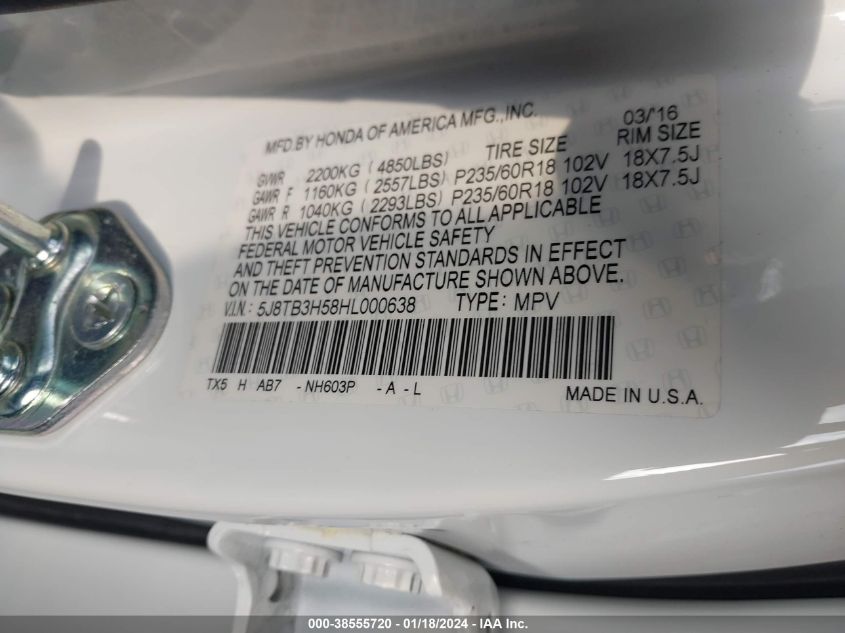 MFD.BY HONDA OF AMERICA MFG.,INC. 03/'16
GVWR 2200KG ( 4850LBS) TIRE SIZE RIM SIZE
GAWR F 1160KG ( 2557LBS) P235/60R18 102V 18X7.5J
GAWR R 1040KG ( 2293LBS) P235/60R18 102V 18X7.5J
THIS VEHICLE CONFORMS TO ALL APPLICABLE
FEDERAL MOTOR VEHICLE SAFETY
AND THEFT PREVENTION STANDARDS IN EFFECT
ON THE DATE OF MANUFACTURE SHOWN ABOVE.
V.I.N.: 5J8TB3H58HL000638 TYPE: MPV
TX5 H AB7 -NH603P -A -L MADE IN U.S.A.
000-38555720 - 01/18/2024 - IAA Inc.